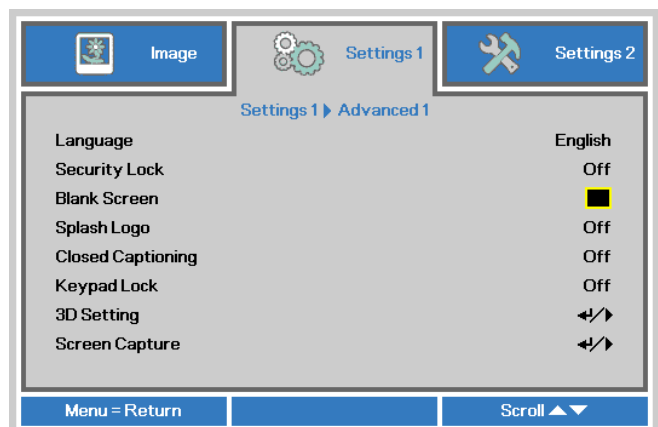 Image Settings 1 Settings 2
Settings 1 ▶ Advanced 1
Language English
Security Lock Off
Blank Screen
Splash Logo Off
Closed Captioning Off
Keypad Lock Off
3D Setting ↵/▶
Screen Capture ↵/▶
Menu = Return Scroll ▲▼